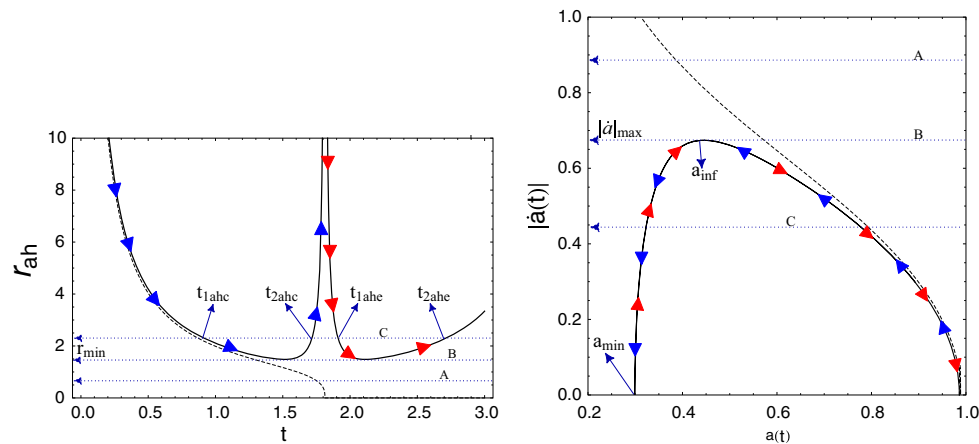 10
8
6
4
2
0
r_ah
t_1ahc
t_2ahc
t_1ahe
t_2ahe
C
r_min
B
A
0.0 0.5 1.0 1.5 2.0 2.5 3.0
t
1.0
0.8
0.6
0.4
0.2
0.0
|ȧ(t)|
A
|ȧ|_max
B
a_inf
C
a_min
0.2 0.4 0.6 0.8 1.0
a(t)